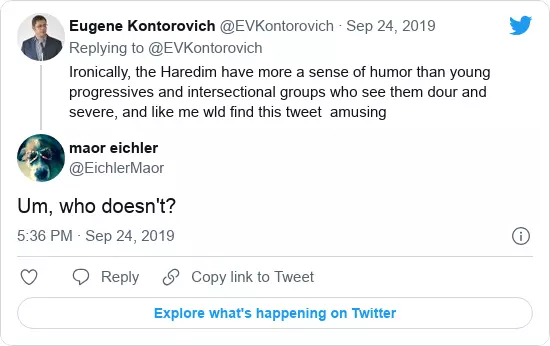 Eugene Kontorovich @EVKontorovich · Sep 24, 2019
Replying to @EVKontorovich
Ironically, the Haredim have more a sense of humor than young
progressives and intersectional groups who see them dour and
severe, and like me wld find this tweet  amusing
maor eichler
@EichlerMaor
Um, who doesn't?
5:36 PM · Sep 24, 2019
Reply
Copy link to Tweet
Explore what's happening on Twitter